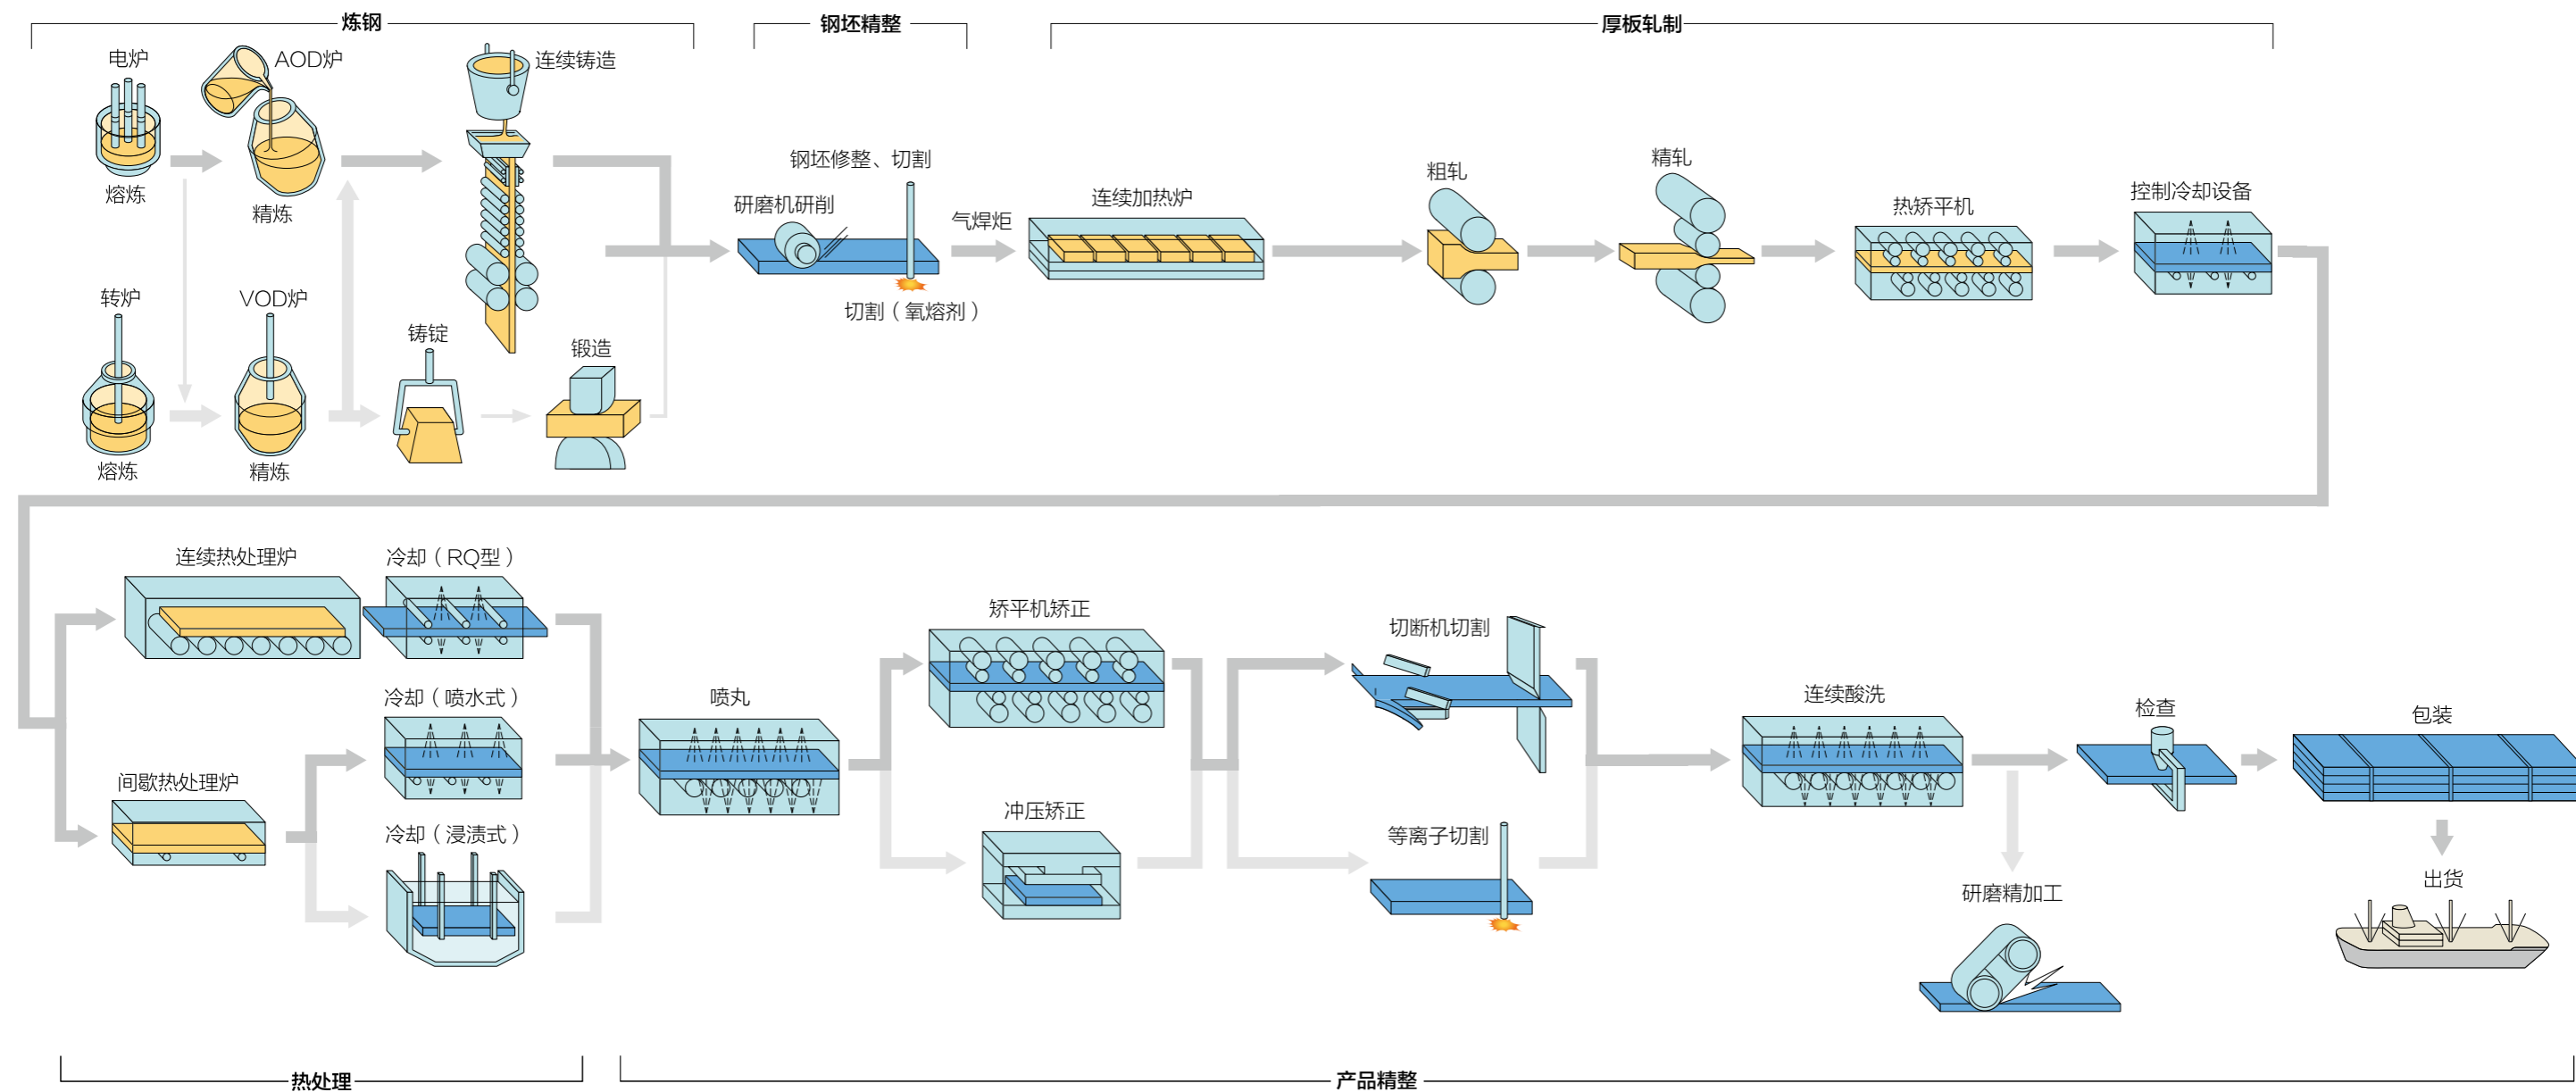 炼钢
钢坯精整
厚板轧制
电炉
AOD炉
连续铸造
熔炼
精炼
转炉
VOD炉
铸锭
锻造
熔炼
精炼
钢坯修整、切割
研磨机研削
气焊炬
切割（氧熔剂）
连续加热炉
粗轧
精轧
热矫平机
控制冷却设备
连续热处理炉
冷却（RQ型）
冷却（喷水式）
间歇热处理炉
冷却（浸渍式）
喷丸
矫平机矫正
冲压矫正
切断机切割
等离子切割
连续酸洗
检查
包装
研磨精加工
出货
热处理
产品精整